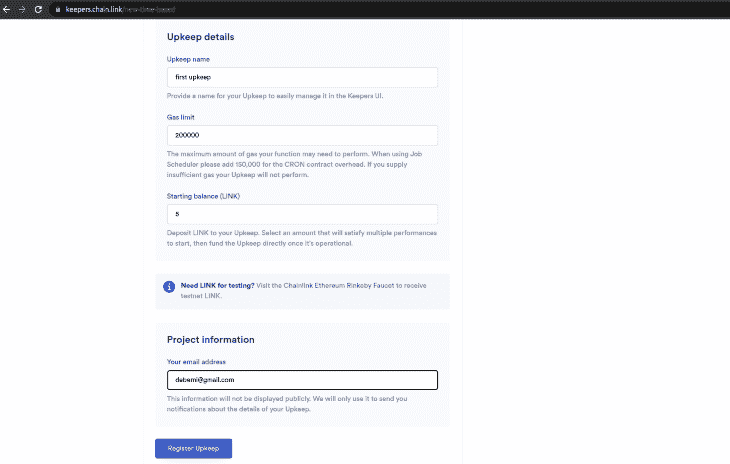 keepers.chain.link/new-time-based
Upkeep details
Upkeep name
first upkeep
Provide a name for your Upkeep to easily manage it in the Keepers UI.
Gas limit
200000
The maximum amount of gas your function may need to perform. When using Job
Scheduler please add 150,000 for the CRON contract overhead. If you supply
insufficient gas your Upkeep will not perform.
Starting balance (LINK)
5
Deposit LINK to your Upkeep. Select an amount that will satisfy multiple performances
to start, then fund the Upkeep directly once it's operational.
Need LINK for testing? Visit the Chainlink Ethereum Rinkeby Faucet to receive
testnet LINK.
Project information
Your email address
debemi@gmail.com
This information will not be displayed publicly. We will only use it to send you
notifications about the details of your Upkeep.
Register Upkeep